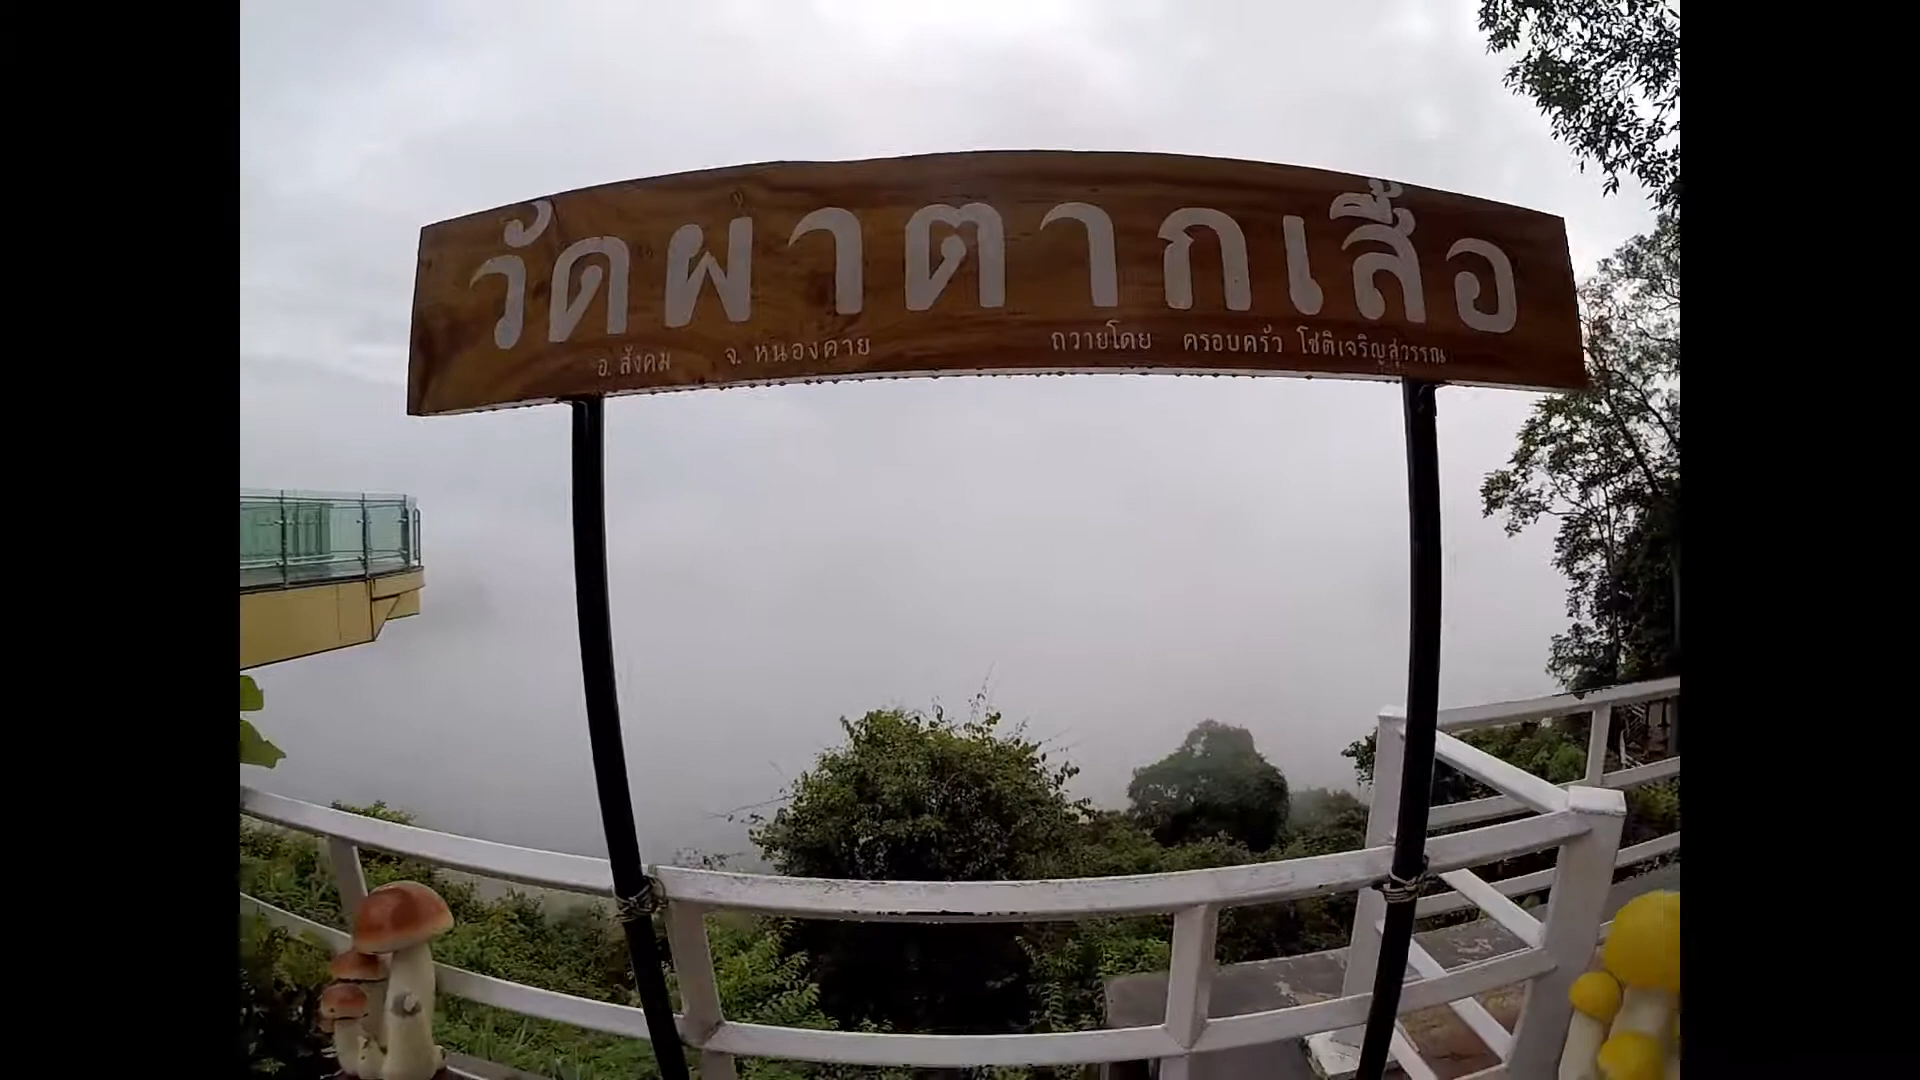 วัดผาตากเสื้อ
อ. สังคม จ. หนองคาย ถวายโดย ครอบครัว โชติเจริญสุวรรณ